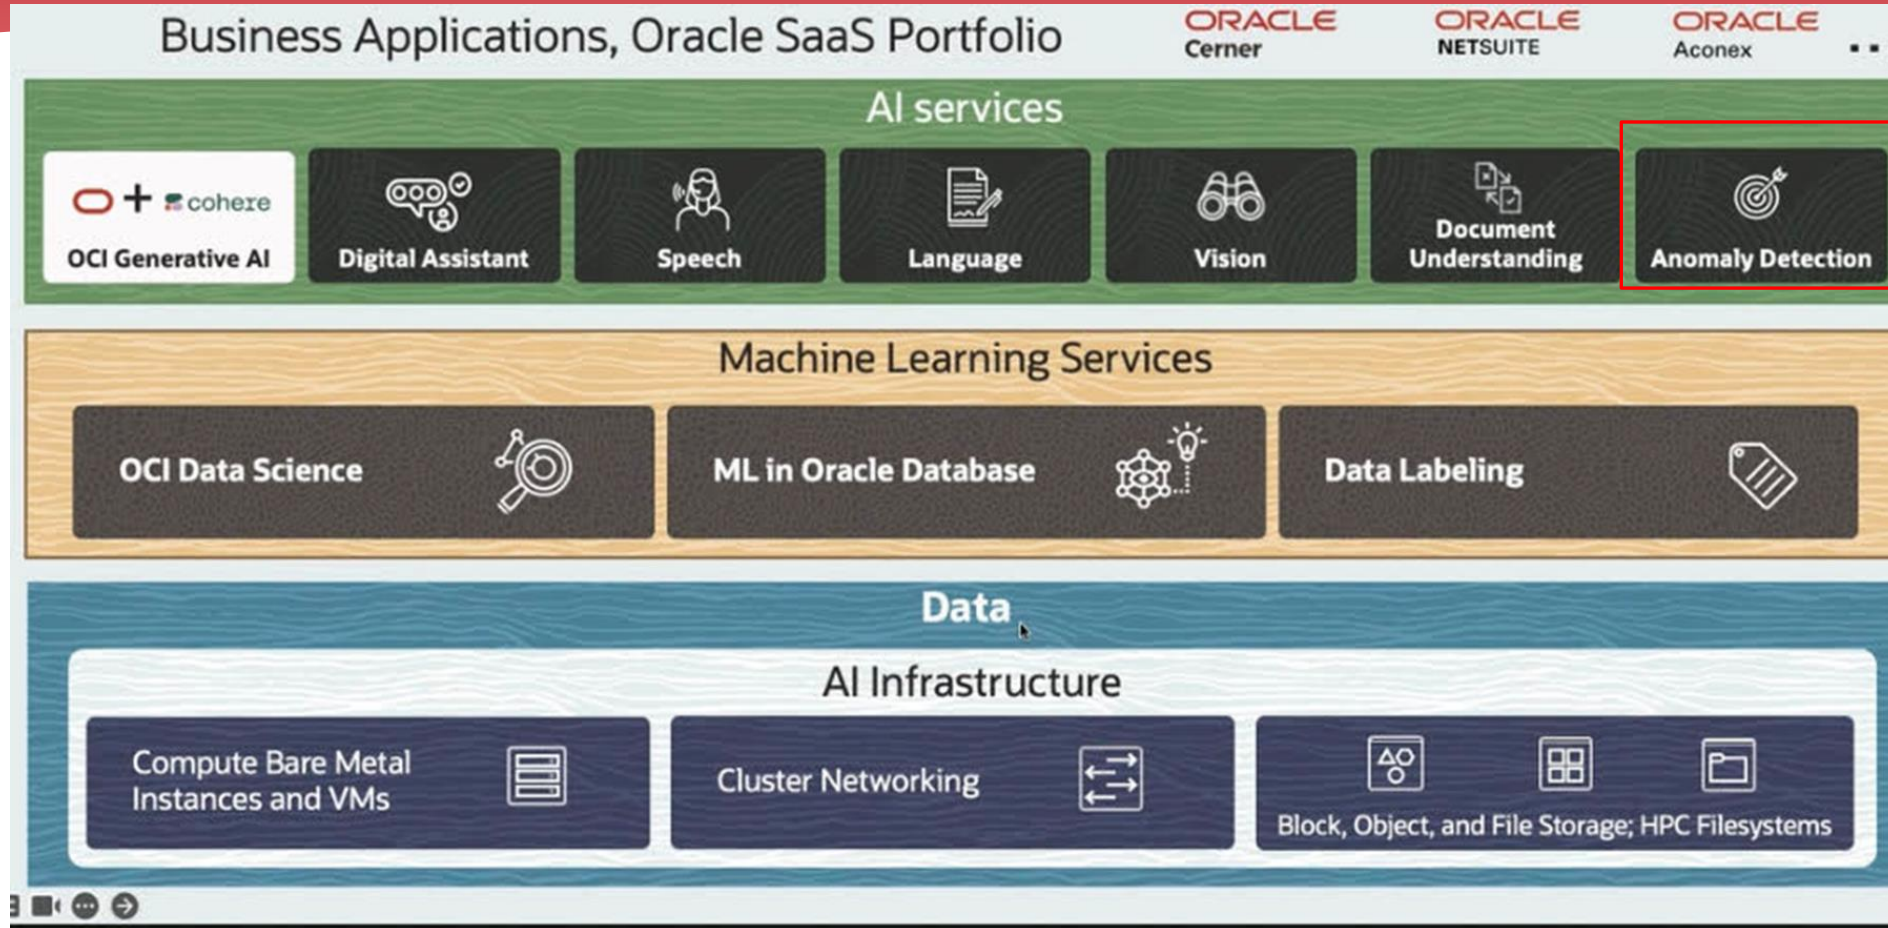 Business Applications, Oracle SaaS Portfolio
ORACLE
Cerner
ORACLE
NETSUITE
ORACLE
Aconex
AI services
cohere
OCI Generative AI
Digital Assistant
Speech
Language
Vision
Document
Understanding
Anomaly Detection
Machine Learning Services
OCI Data Science
ML in Oracle Database
Data Labeling
Data
AI Infrastructure
Compute Bare Metal
Instances and VMs
Cluster Networking
Block, Object, and File Storage; HPC Filesystems